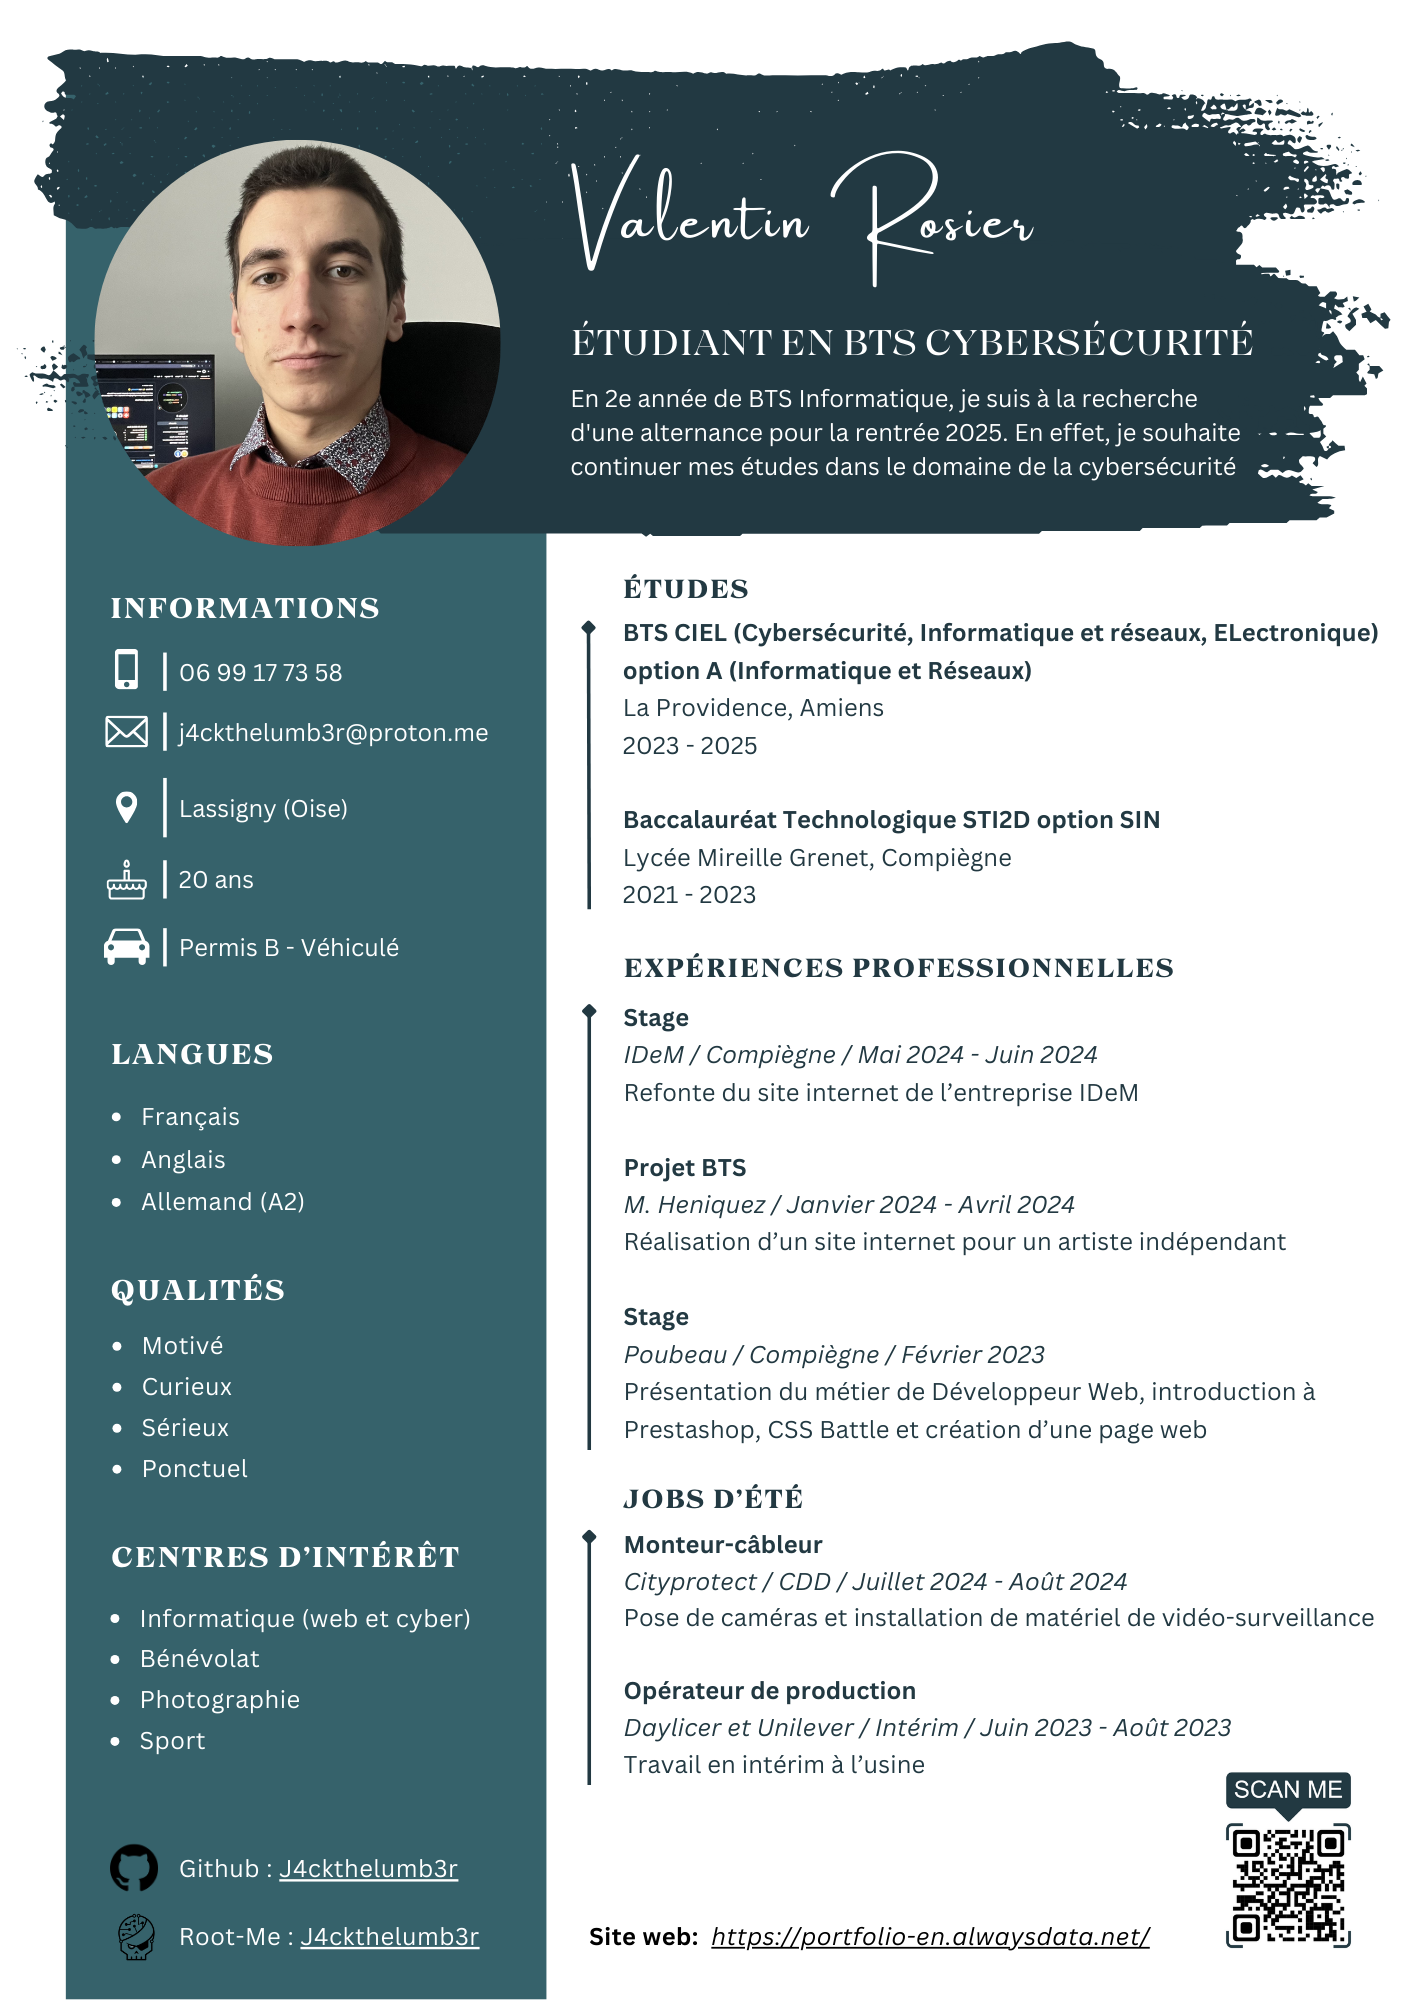 Valentin Rosier
ÉTUDIANT EN BTS CYBERSÉCURITÉ
En 2e année de BTS Informatique, je suis à la recherche
d'une alternance pour la rentrée 2025. En effet, je souhaite
continuer mes études dans le domaine de la cybersécurité
INFORMATIONS
06 99 17 73 58
j4ckthelumb3r@proton.me
Lassigny (Oise)
20 ans
Permis B - Véhiculé
LANGUES
• Français
• Anglais
• Allemand (A2)
QUALITÉS
• Motivé
• Curieux
• Sérieux
• Ponctuel
CENTRES D'INTÉRÊT
• Informatique (web et cyber)
• Bénévolat
• Photographie
• Sport
Github : J4ckthelumb3r
Root-Me : J4ckthelumb3r
ÉTUDES
BTS CIEL (Cybersécurité, Informatique et réseaux, ELectronique)
option A (Informatique et Réseaux)
La Providence, Amiens
2023 - 2025
Baccalauréat Technologique STI2D option SIN
Lycée Mireille Grenet, Compiègne
2021 - 2023
EXPÉRIENCES PROFESSIONNELLES
Stage
IDeM / Compiègne / Mai 2024 - Juin 2024
Refonte du site internet de l’entreprise IDeM
Projet BTS
M. Heniquez / Janvier 2024 - Avril 2024
Réalisation d’un site internet pour un artiste indépendant
Stage
Poubeau / Compiègne / Février 2023
Présentation du métier de Développeur Web, introduction à
Prestashop, CSS Battle et création d’une page web
JOBS D’ÉTÉ
Monteur-câbleur
Cityprotect / CDD / Juillet 2024 - Août 2024
Pose de caméras et installation de matériel de vidéo-surveillance
Opérateur de production
Daylicer et Unilever / Intérim / Juin 2023 - Août 2023
Travail en intérim à l’usine
SCAN ME
Site web: https://portfolio-en.alwaysdata.net/